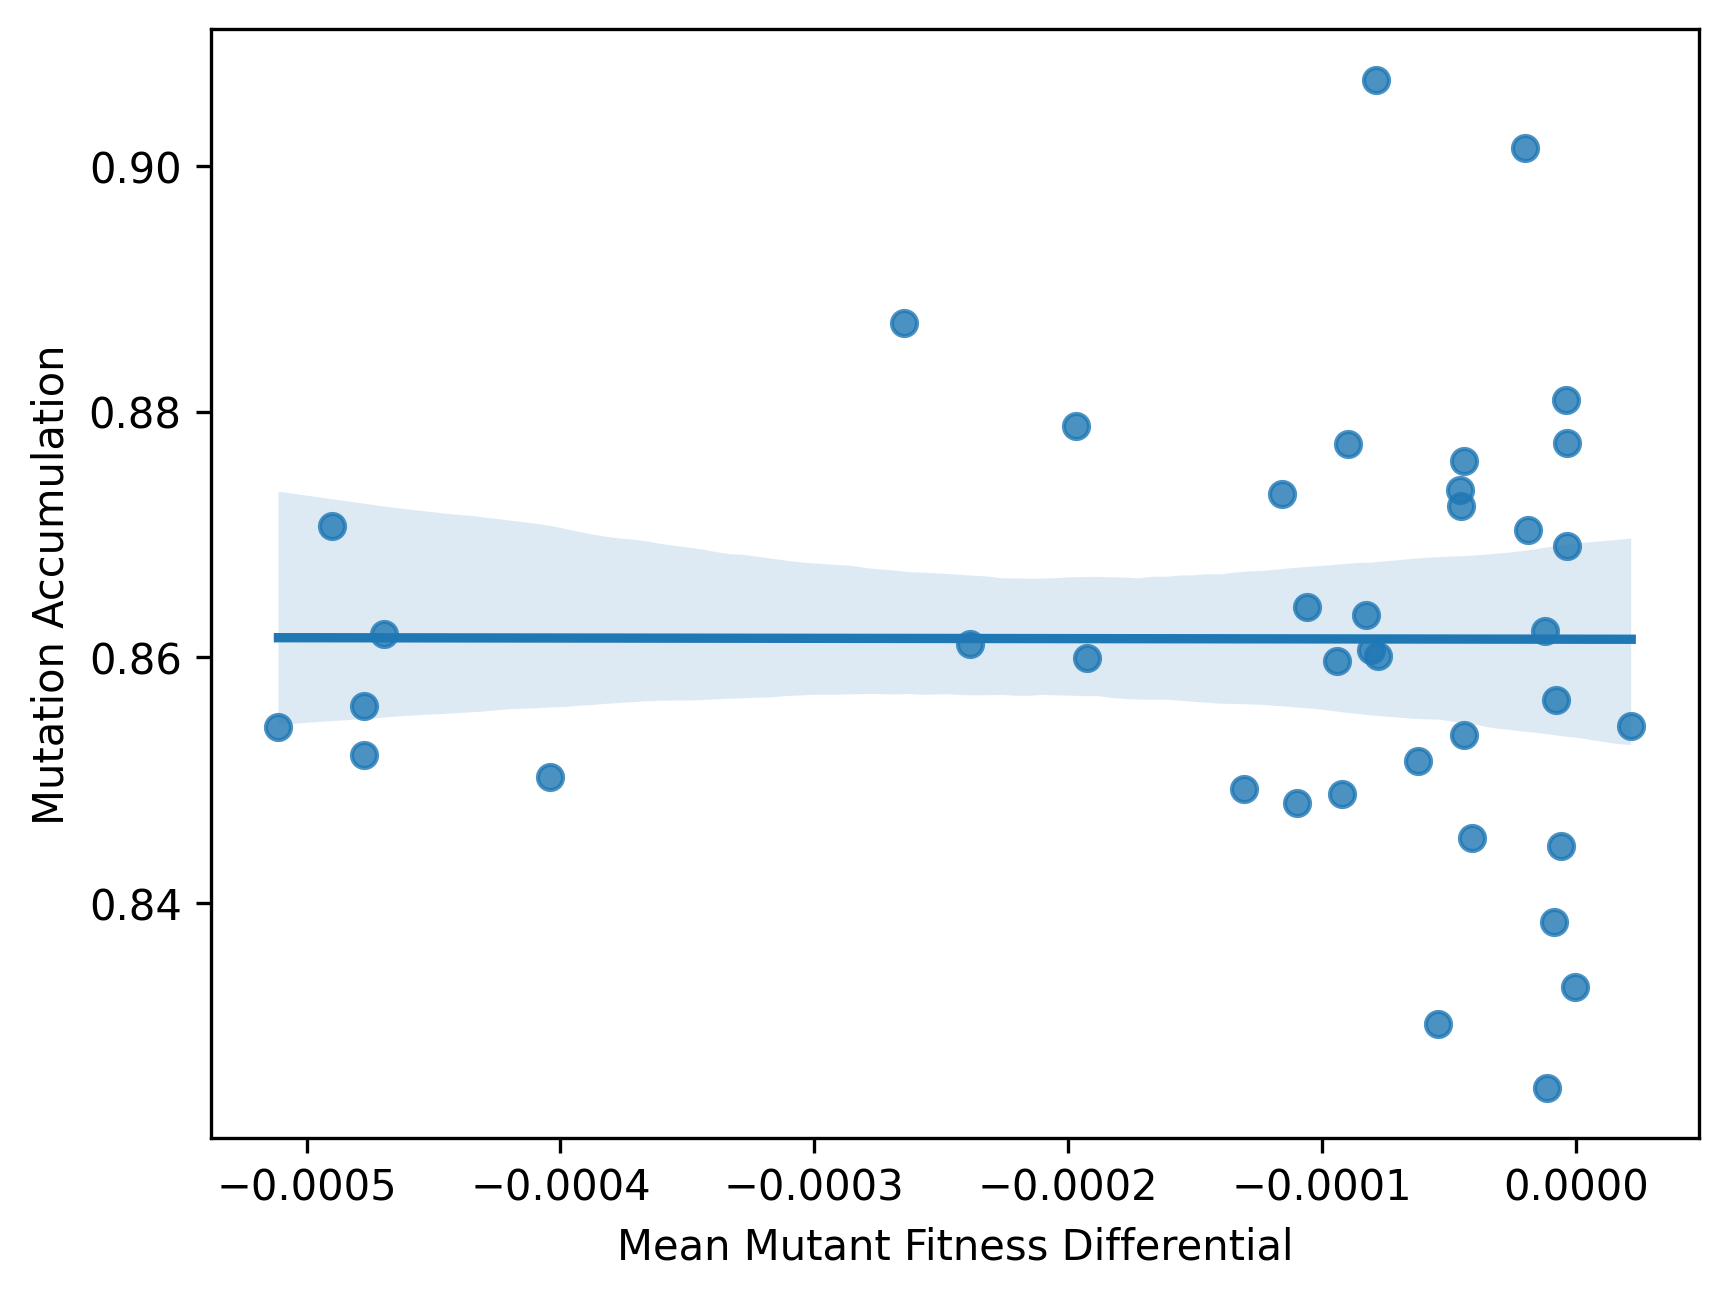 0.90
0.88
0.86
0.84
Mutation Accumulation
−0.0005 −0.0004 −0.0003 −0.0002 −0.0001 0.0000
Mean Mutant Fitness Differential